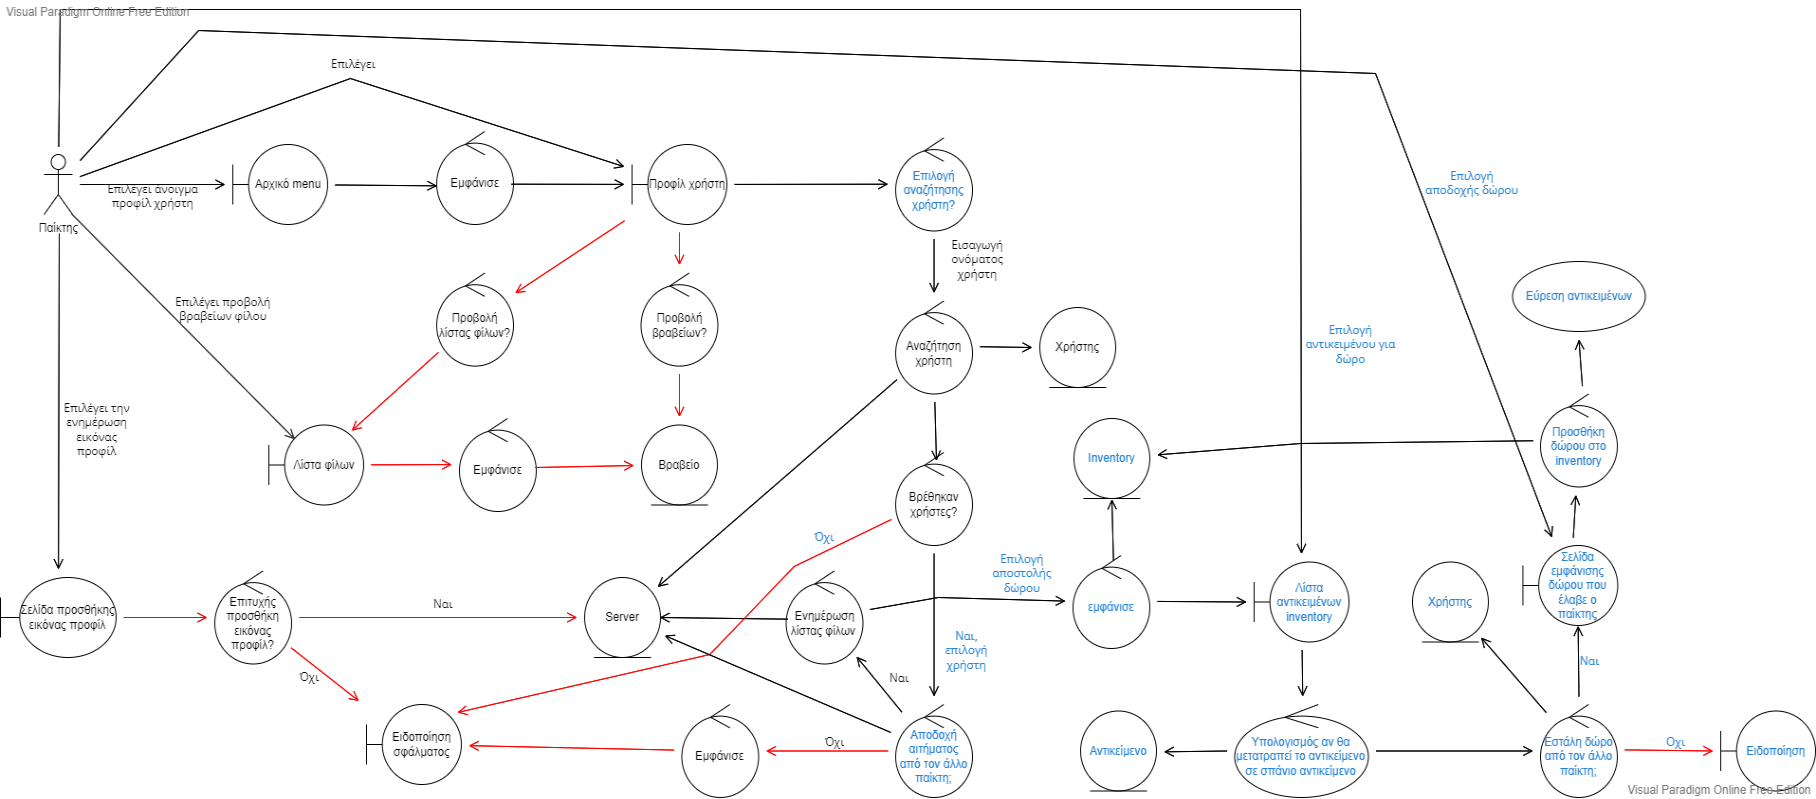 Visual Paradigm Online Free Edition
Επιλέγει
Επιλέγει άνοιγμα
προφίλ χρήστη
Παίκτης
Αρχικό menu
Εμφάνισε
Προφίλ χρήστη
Επιλογή
αναζήτησης
χρήστη?
Επιλογή
αποδοχής δώρου
Εισαγωγή
ονόματος
χρήστη
Επιλέγει προβολή
βραβείων φίλου
Προβολή
λίστας φίλων?
Προβολή
βραβείων?
Αναζήτηση
χρήστη
Χρήστης
Επιλογή
αντικειμένου για
δώρο
Εύρεση αντικειμένων
Επιλέγει την
ενημέρωση
εικόνας
προφίλ
Λίστα φίλων
Εμφάνισε
Βραβείο
Βρέθηκαν
χρήστες?
Inventory
Προσθήκη
δώρου στο
inventory
Όχι
Επιλογή
αποστολής
δώρου
Σελίδα προσθήκης
εικόνας προφίλ
Επιτυχής
προσθήκη
εικόνας
προφίλ?
Ναι
Server
Ενημέρωση
λίστας φίλων
εμφάνισε
Λίστα
αντικειμένων
inventory
Χρήστης
Σελίδα
εμφάνισης
δώρου που
έλαβε ο
παίκτης
Ναι,
επιλογή
χρήστη
Όχι
Ναι
Ναι
Ειδοποίηση
σφάλματος
Εμφάνισε
Όχι
Αποδοχή
αιτήματος
από τον άλλο
παίκτη;
Αντικείμενο
Υπολογισμός αν θα
μετατραπεί το αντικείμενο
σε σπάνιο αντικείμενο
Εστάλη δώρο
από τον άλλο
παίκτη;
Οχι
Ειδοποίηση
Visual Paradigm Online Free Edition